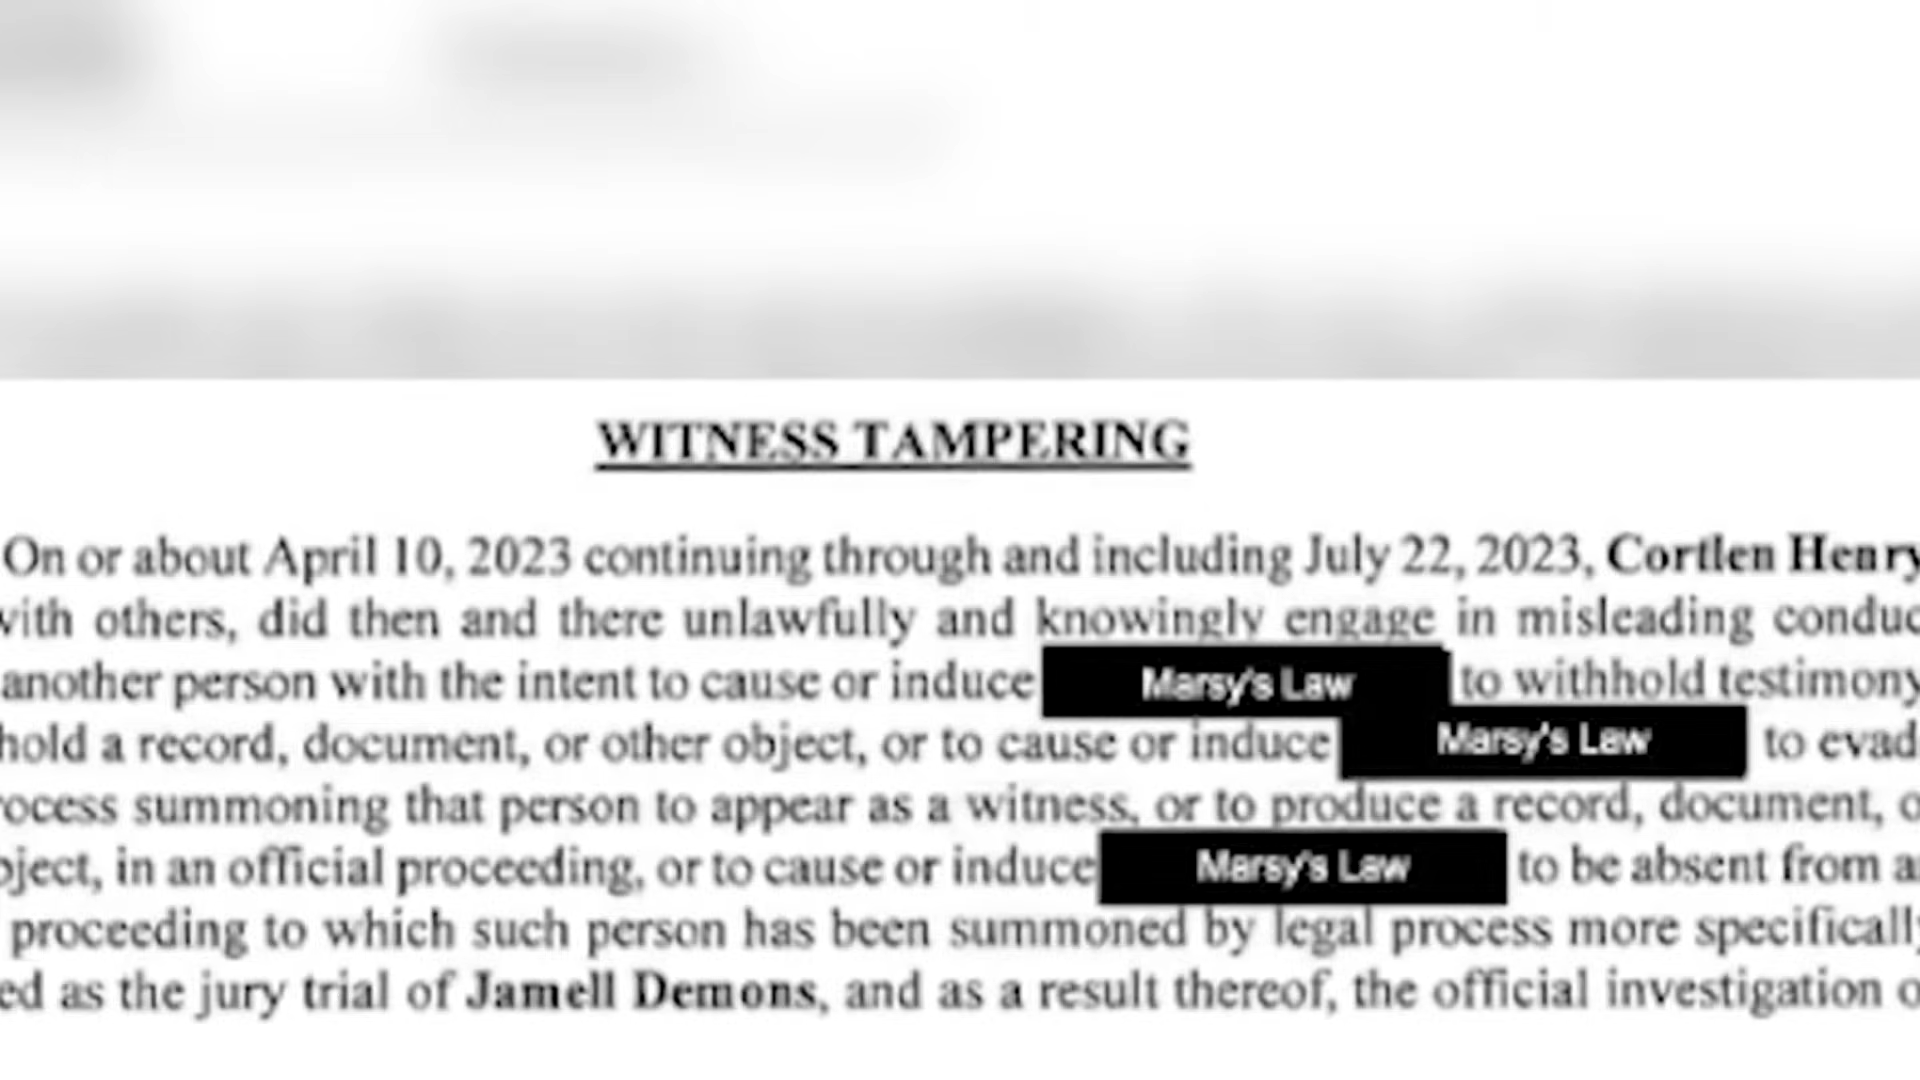 WITNESS TAMPERING
On or about April 10, 2023 continuing through and including July 22, 2023, Cortlen Henry
with others, did then and there unlawfully and knowingly engage in misleading conduc
another person with the intent to cause or induce Marsy's Law to withhold testimony
hold a record, document, or other object, or to cause or induce Marsy's Law to evad
rocess summoning that person to appear as a witness, or to produce a record, document, o
bject, in an official proceeding, or to cause or induce Marsy's Law to be absent from a
proceeding to which such person has been summoned by legal process more specifically
ed as the jury trial of Jamell Demons, and as a result thereof, the official investigation o